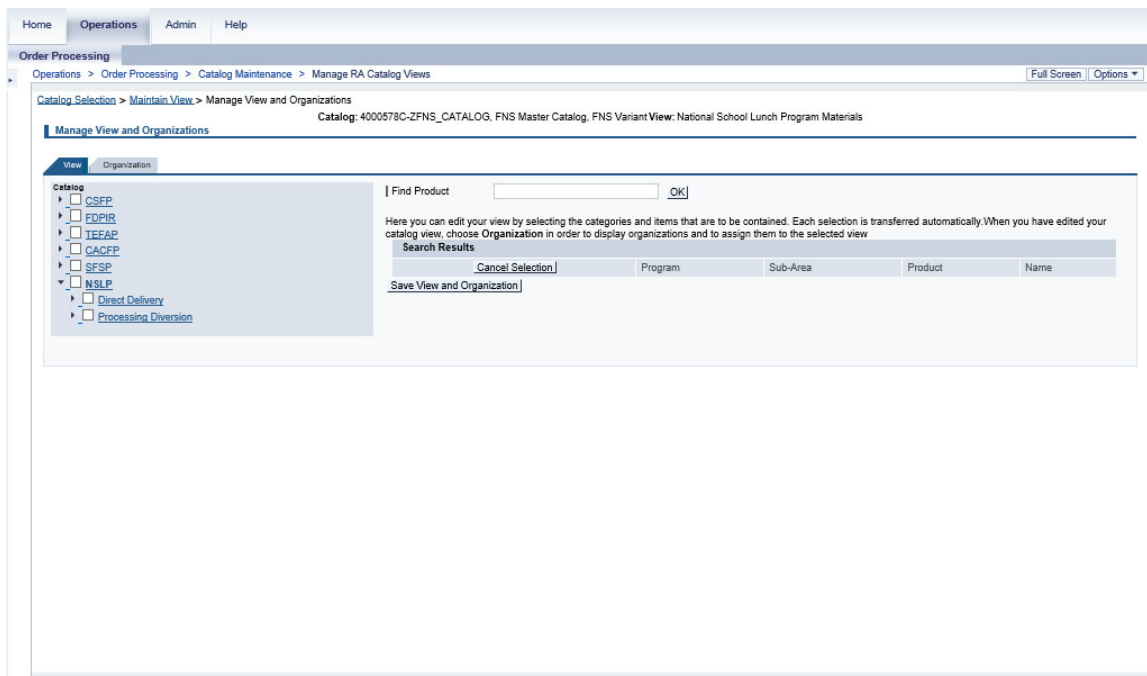 Home Operations Admin Help
Order Processing
Operations > Order Processing > Catalog Maintenance > Manage RA Catalog Views Full Screen Options
Catalog Selection > Maintain View > Manage View and Organizations
Catalog: 4000578C-ZFNS_CATALOG, FNS Master Catalog, FNS Variant View: National School Lunch Program Materials
Manage View and Organizations
View Organization
Catalog
CSFP
FDPIR
TEFAP
CACFP
SFSP
NSLP
Direct Delivery
Processing Diversion
Find Product OK
Here you can edit your view by selecting the categories and items that are to be contained. Each selection is transferred automatically.When you have edited your
catalog view, choose Organization in order to display organizations and to assign them to the selected view
Search Results
Cancel Selection Program Sub-Area Product Name
Save View and Organization